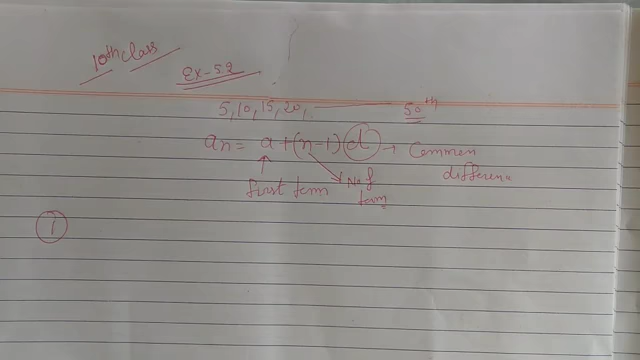 10th class
Ex-5.2
5, 10, 15, 20, . 50th
an = a + (n-1) d → Common
difference
first term No of
term
1